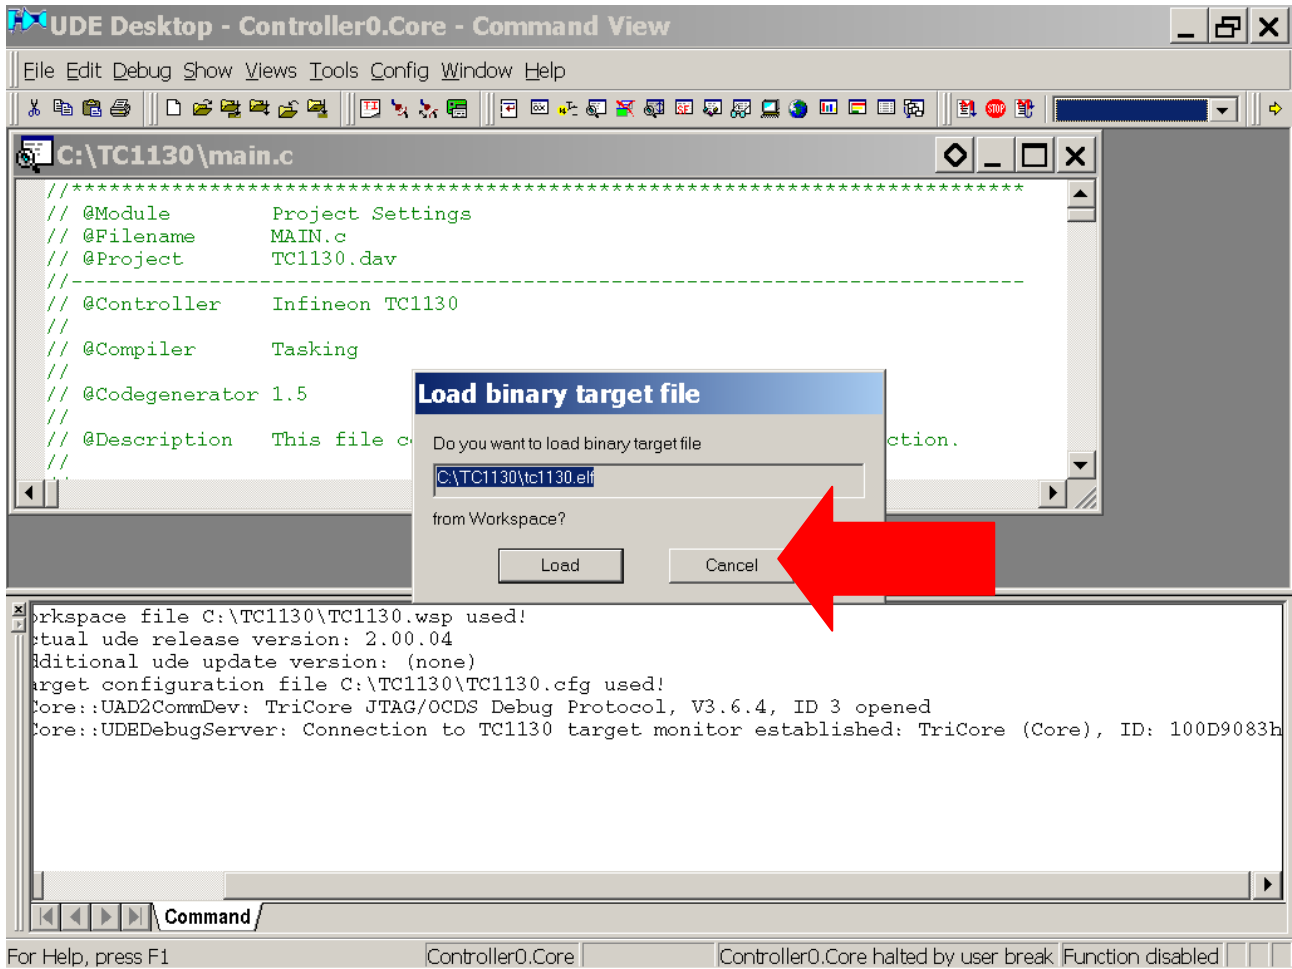 UDE Desktop - Controller0.Core - Command View
File Edit Debug Show Views Tools Config Window Help
C:\TC1130\main.c
//*****************************************************************************
// @Module Project Settings
// @Filename MAIN.c
// @Project TC1130.dav
//-----------------------------------------------------------------------------
// @Controller Infineon TC1130
//
// @Compiler Tasking
//
// @Codegenerator 1.5
//
// @Description This file ction.
//
Load binary target file
Do you want to load binary target file
C:\TC1130\tc1130.elf
from Workspace?
Load Cancel
orkspace file C:\TC1130\TC1130.wsp used!
ctual ude release version: 2.00.04
dditional ude update version: (none)
arget configuration file C:\TC1130\TC1130.cfg used!
Core::UAD2CommDev: TriCore JTAG/OCDS Debug Protocol, V3.6.4, ID 3 opened
Core::UDEDebugServer: Connection to TC1130 target monitor established: TriCore (Core), ID: 100D9083h
Command
For Help, press F1 Controller0.Core Controller0.Core halted by user break Function disabled